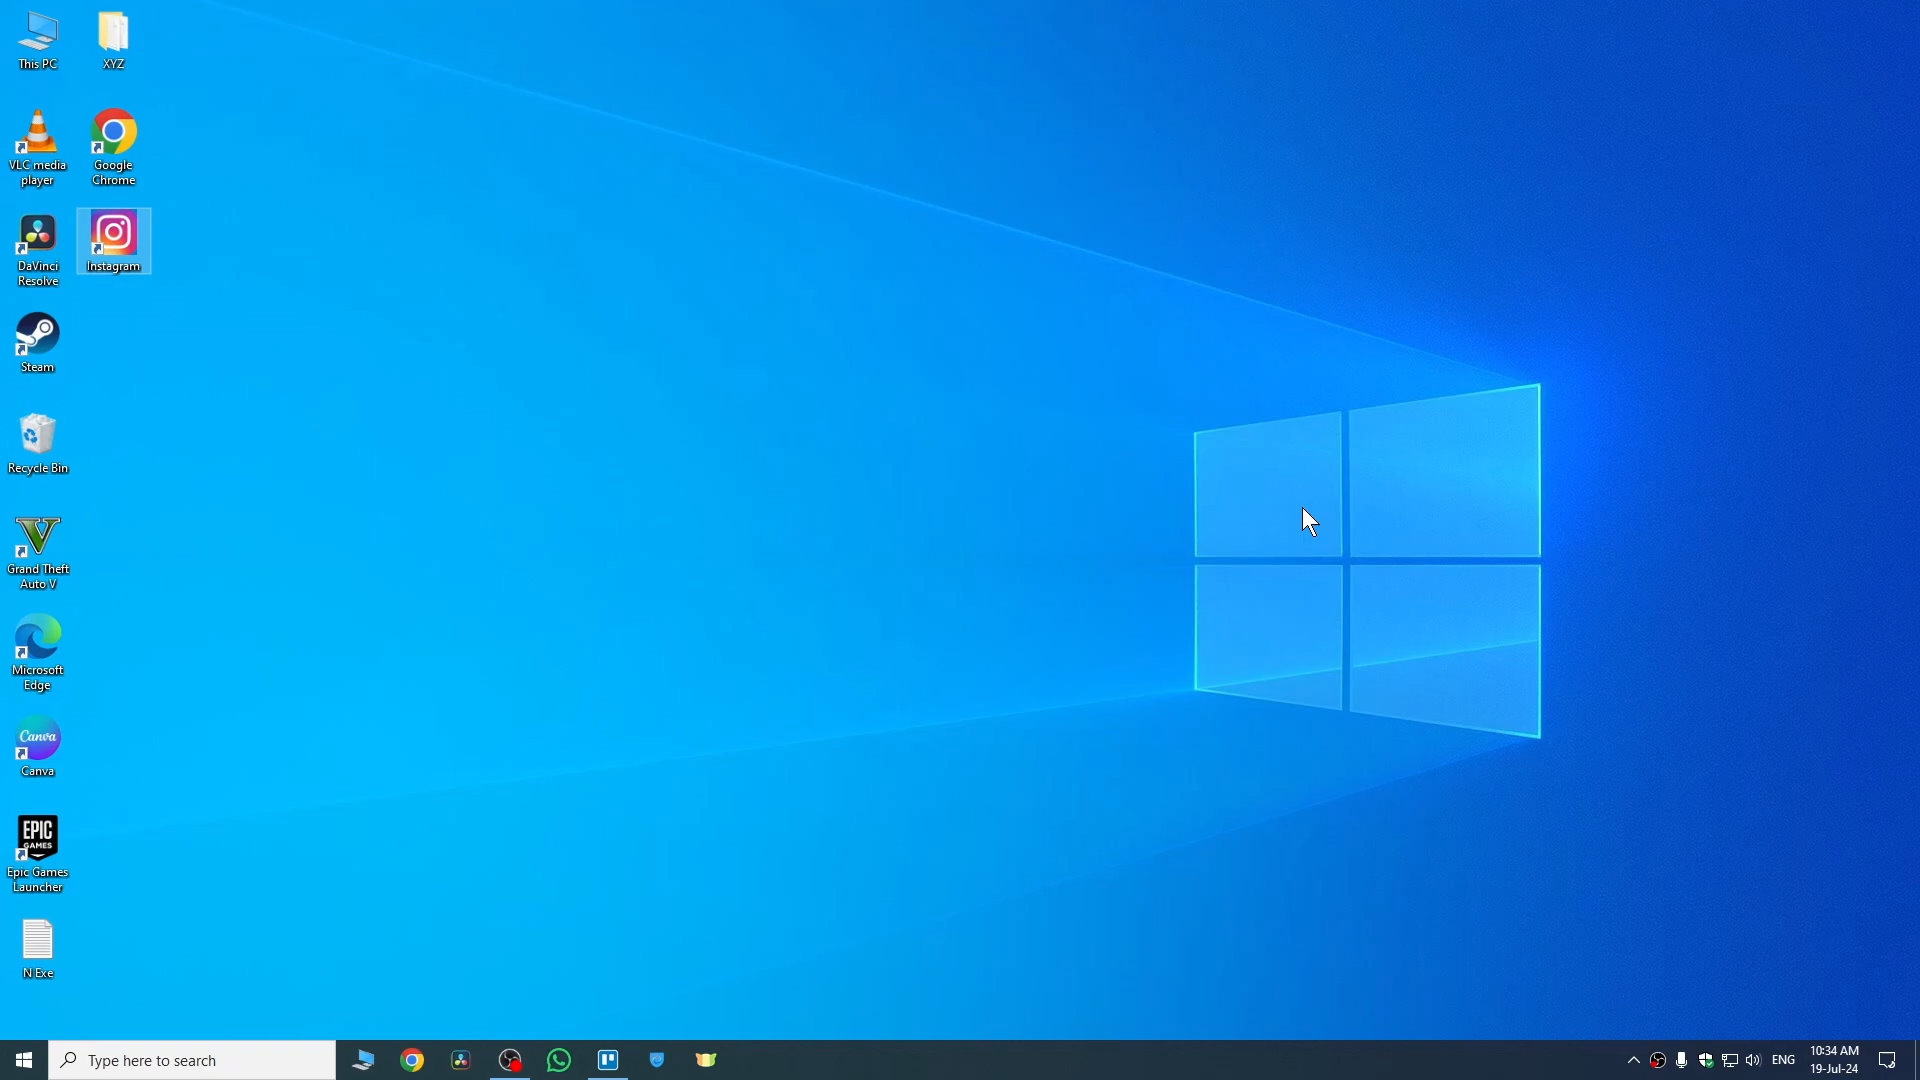 This PC
XYZ
VLC media
player
Google
Chrome
DaVinci
Resolve
Instagram
Steam
Recycle Bin
Grand Theft
Auto V
Microsoft
Edge
Canva
Canva
EPIC
GAMES
Epic Games
Launcher
N Exe
Type here to search
ENG
10:34 AM
19-Jul-24